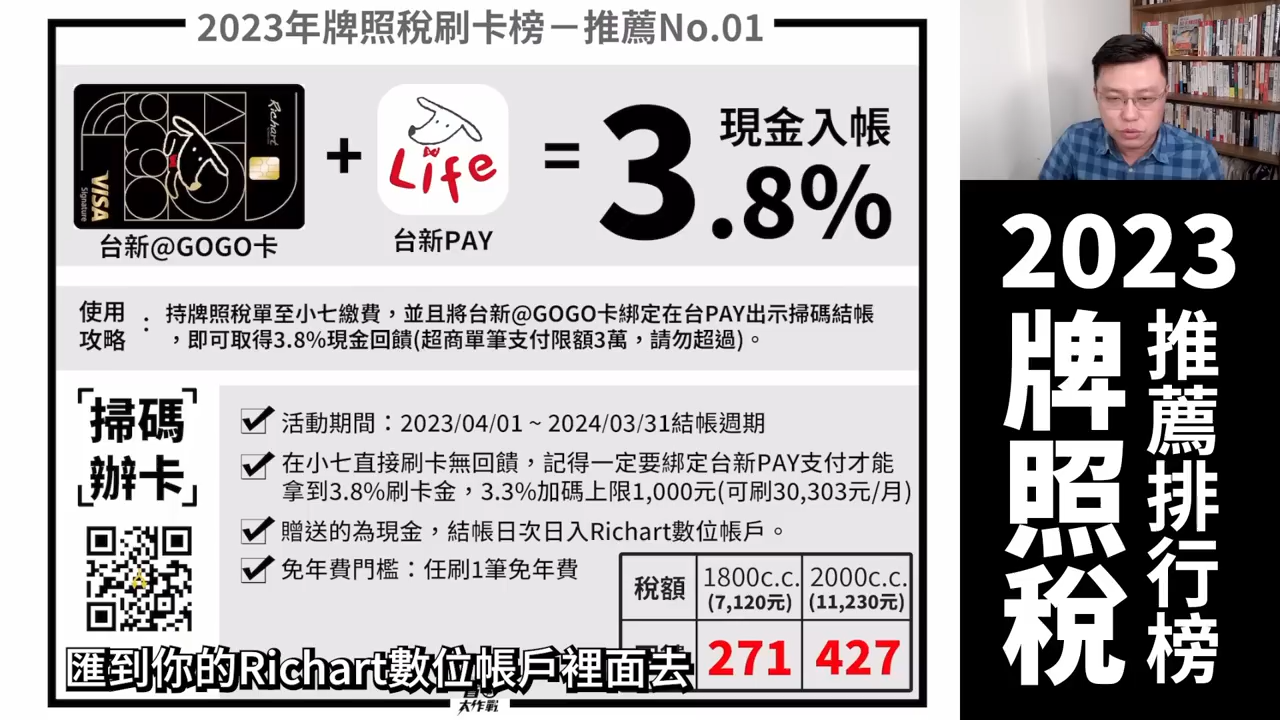 2023年牌照稅刷卡榜－推薦No.01
Richart
VISA
Signature
台新@GOGO卡
+
Life
台新PAY
=
3.8%
現金入帳
使用攻略：
持牌照稅單至小七繳費，並且將台新@GOGO卡綁定在台PAY出示掃碼結帳
，即可取得3.8%現金回饋(超商單筆支付限額3萬，請勿超過)。
掃碼
辦卡
活動期間：2023/04/01 ~ 2024/03/31結帳週期
在小七直接刷卡無回饋，記得一定要綁定台新PAY支付才能
拿到3.8%刷卡金，3.3%加碼上限1,000元(可刷30,303元/月)
贈送的為現金，結帳日次日入Richart數位帳戶。
免年費門檻：任刷1筆免年費
稅額
1800c.c.
(7,120元)
2000c.c.
(11,230元)
271
427
匯到你的Richart數位帳戶裡面去
大作戰
2023
牌照稅
推薦排行榜